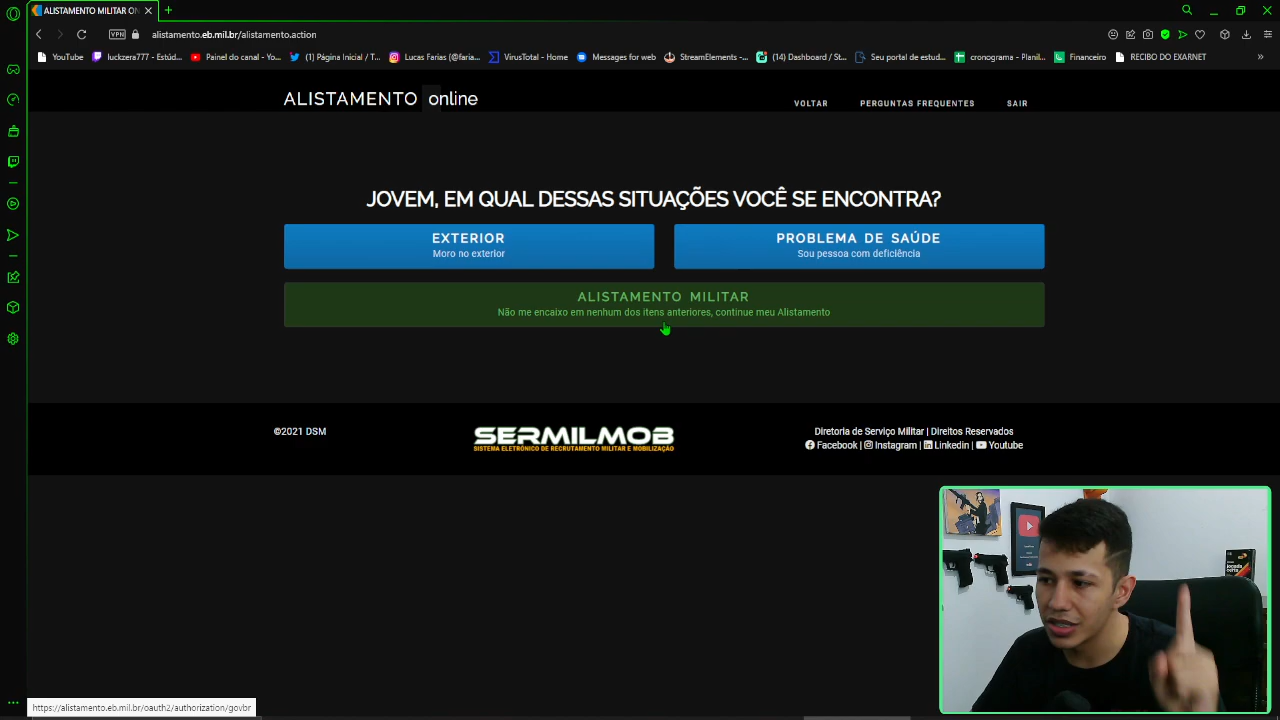 ALISTAMENTO MILITAR ON
alistamento.eb.mil.br/alistamento.action
VPN
YouTube
luckzera777 - Estúd...
Painel do canal - Yo...
(1) Página Inicial / T...
Lucas Farias (@faria...
VirusTotal - Home
Messages for web
StreamElements -...
(14) Dashboard / St...
Seu portal de estud...
cronograma - Planil...
Financeiro
RECIBO DO EXARNET
ALISTAMENTO online
VOLTAR
PERGUNTAS FREQUENTES
SAIR
JOVEM, EM QUAL DESSAS SITUAÇÕES VOCÊ SE ENCONTRA?
EXTERIOR
Moro no exterior
PROBLEMA DE SAÚDE
Sou pessoa com deficiência
ALISTAMENTO MILITAR
Não me encaixo em nenhum dos itens anteriores, continue meu Alistamento
©2021 DSM
SERMILMOB
SISTEMA ELETRÔNICO DE RECRUTAMENTO MILITAR E MOBILIZAÇÃO
Diretoria de Serviço Militar | Direitos Reservados
Facebook | Instagram | Linkedin | Youtube
https://alistamento.eb.mil.br/oauth2/authorization/govbr